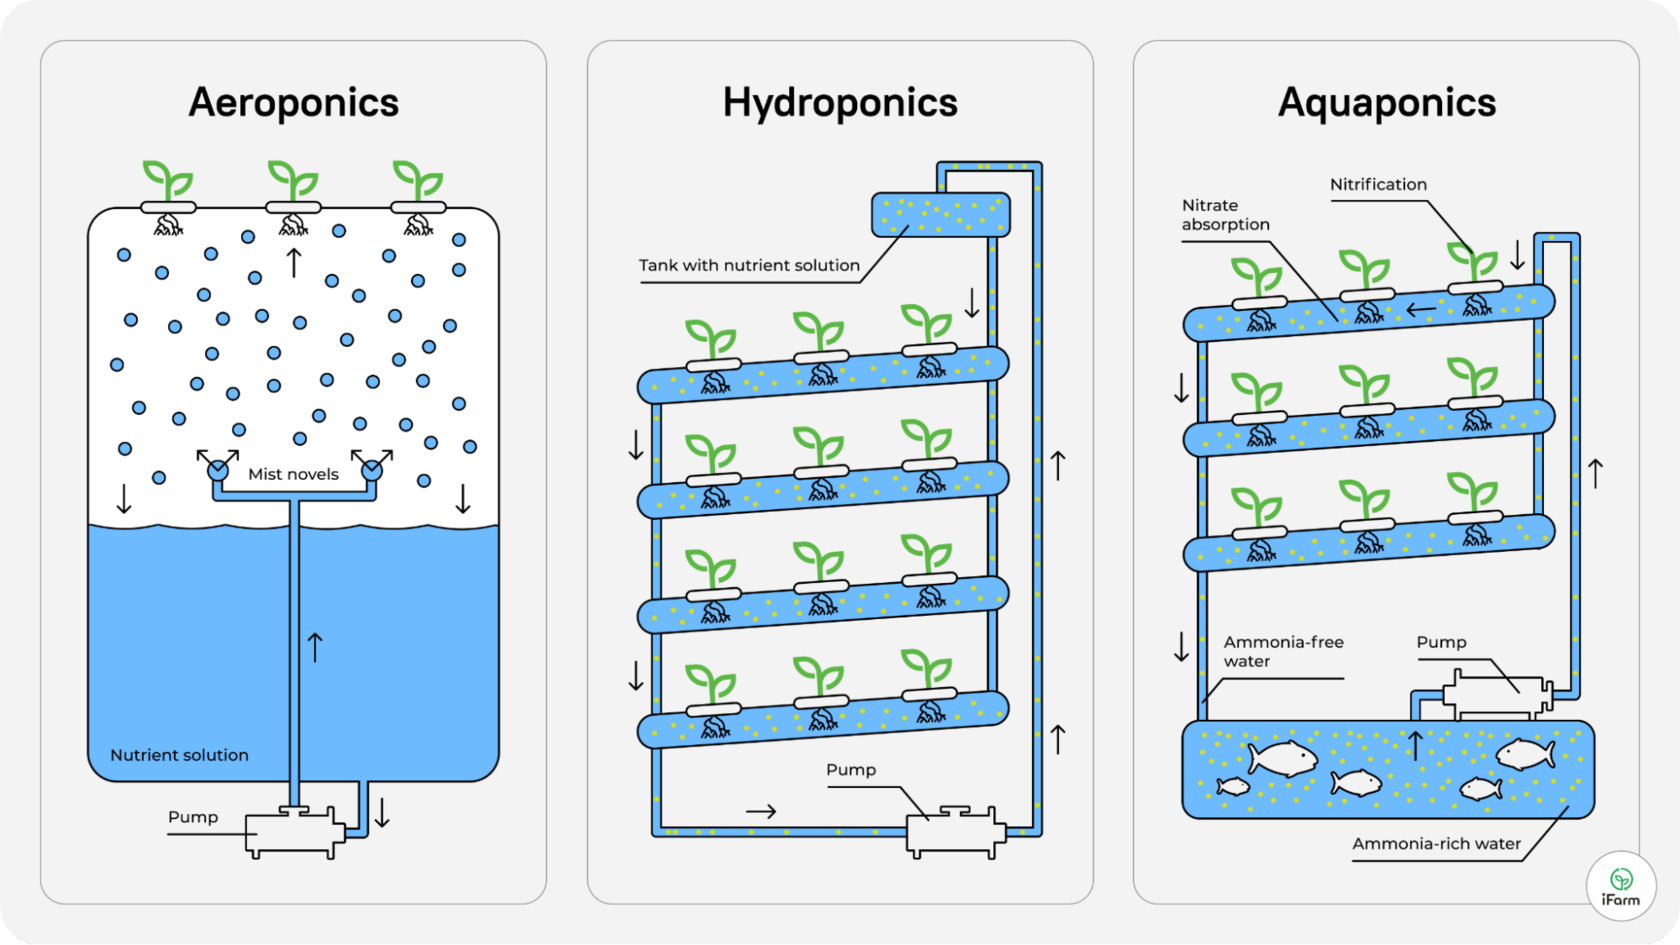 Aeroponics
Mist novels
Nutrient solution
Pump
Hydroponics
Tank with nutrient solution
Pump
Aquaponics
Nitrification
Nitrate
absorption
Ammonia-free
water
Pump
Ammonia-rich water
iFarm